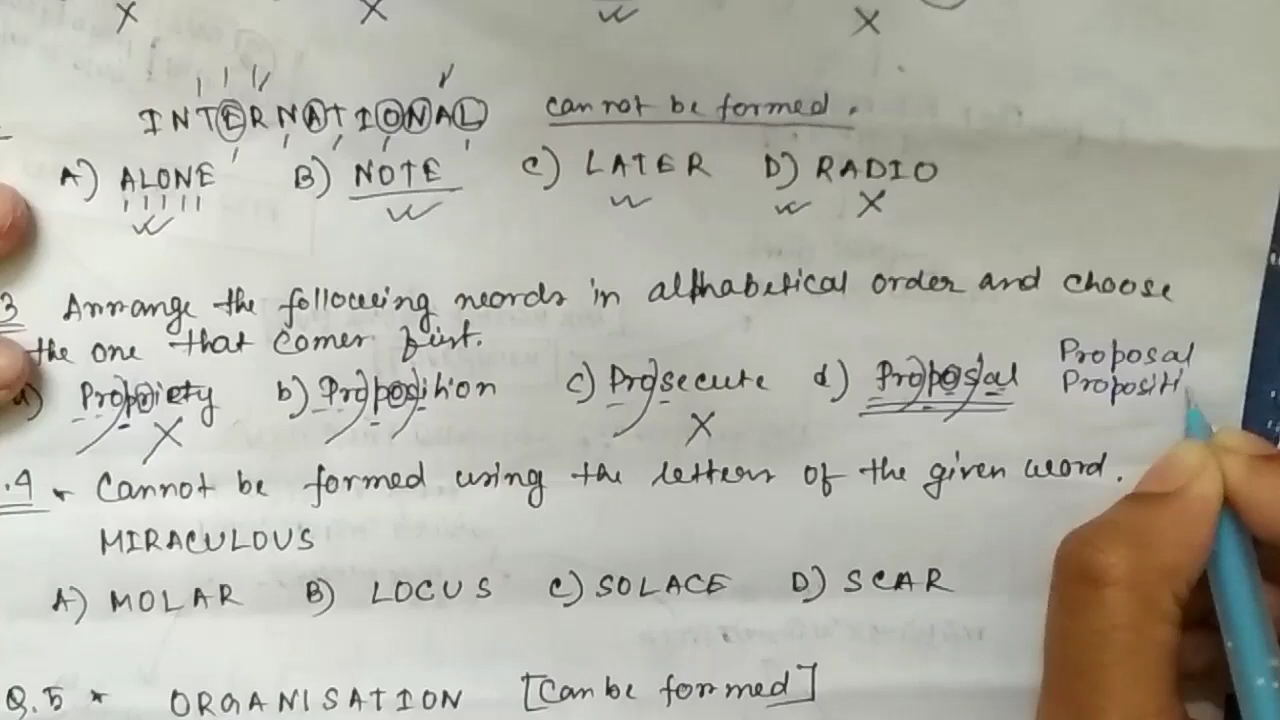 INTERNATIONAL cannot be formed.
A) ALONE B) NOTE C) LATER D) RADIO
3 Arrange the following words in alphabetical order and choose
the one that comes first.
a) Propriety b) Proposition c) Prosecute d) Proposal
Proposal
Propositi
.4 Cannot be formed using the letters of the given word.
MIRACULOUS
A) MOLAR B) LOCUS C) SOLACE D) SCAR
Q.5 * ORGANISATION [Can be formed]